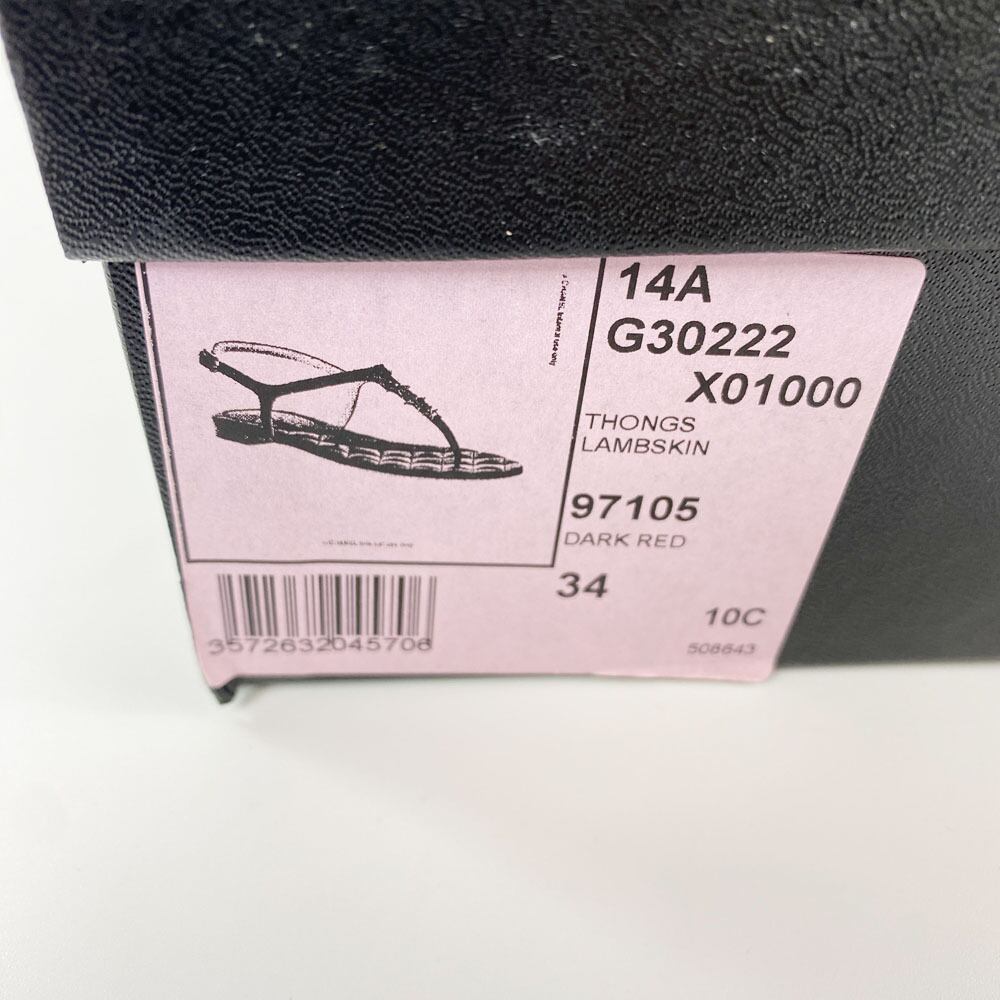 14A
G30222
X01000
THONGS
LAMBSKIN
97105
DARK RED
34
10C
508643
3572632045706